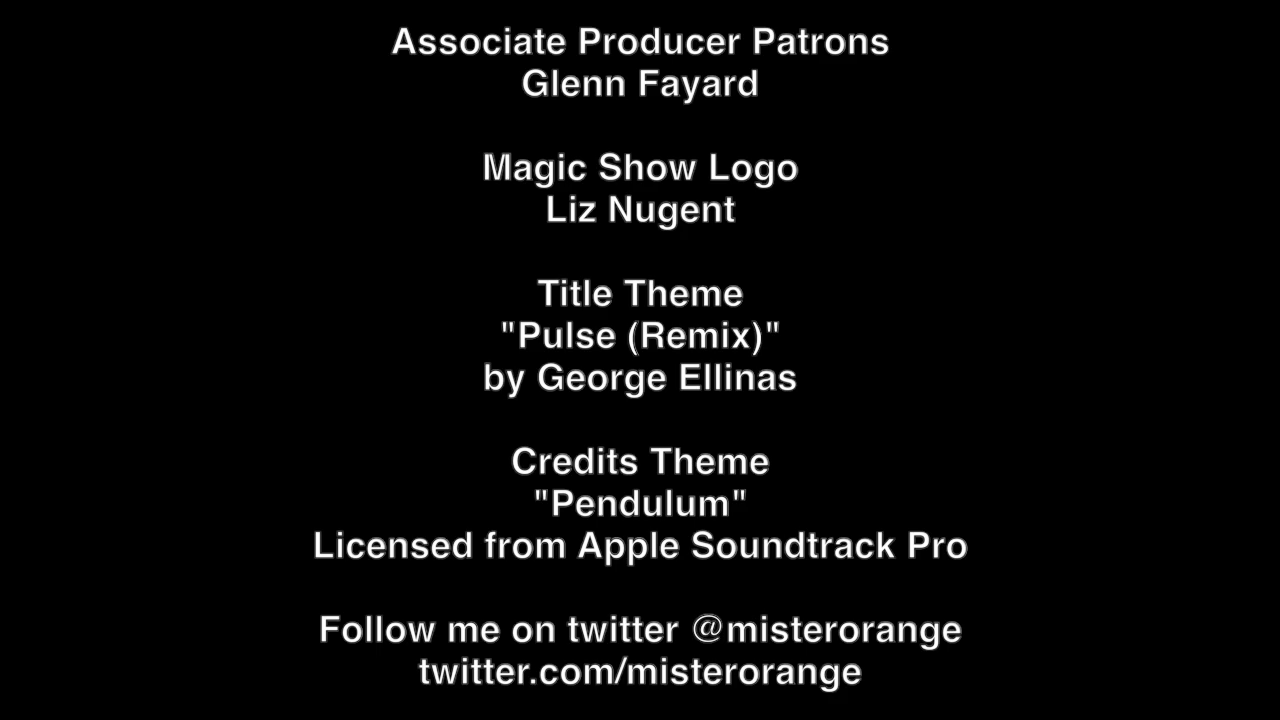 Associate Producer Patrons
Glenn Fayard
Magic Show Logo
Liz Nugent
Title Theme
"Pulse (Remix)"
by George Ellinas
Credits Theme
"Pendulum"
Licensed from Apple Soundtrack Pro
Follow me on twitter @misterorange
twitter.com/misterorange